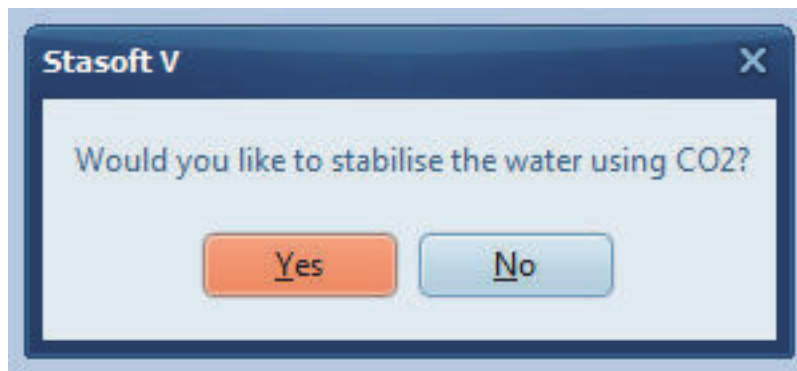 Stasoft V
Would you like to stabilise the water using CO2?
Yes
No